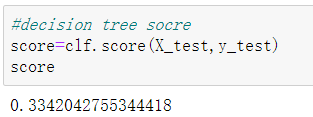 #decision tree socre
score=clf.score(X_test,y_test)
score
0.3342042755344418